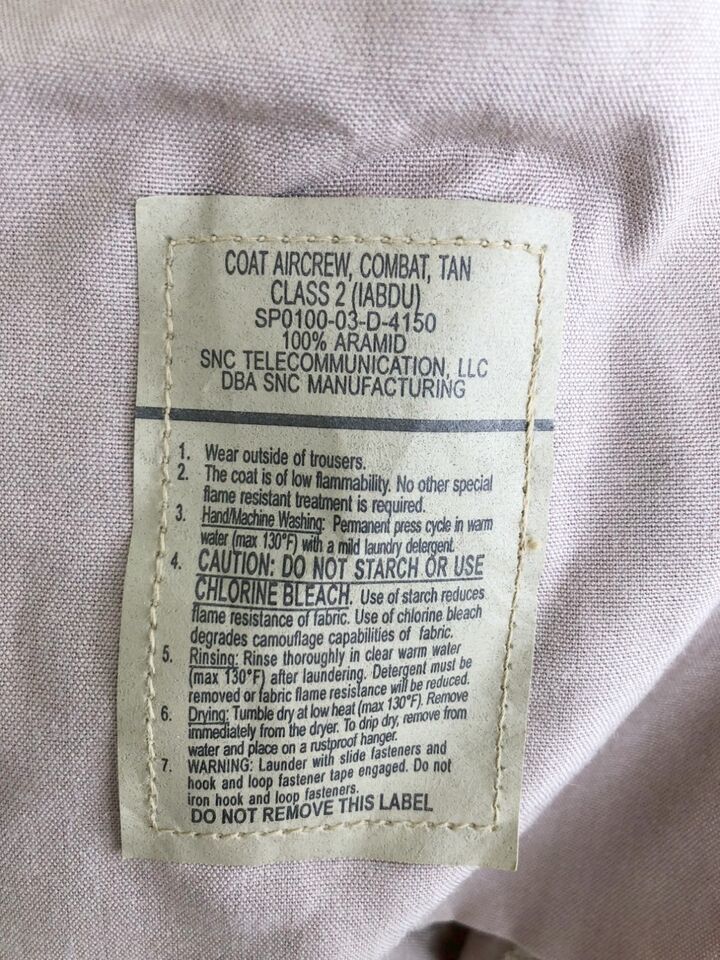 COAT AIRCREW, COMBAT, TAN
CLASS 2 (IABDU)
SP0100-03-D-4150
100% ARAMID
SNC TELECOMMUNICATION, LLC
DBA SNC MANUFACTURING
1. Wear outside of trousers.
2. The coat is of low flammability. No other special
flame resistant treatment is required.
3. Hand/Machine Washing: Permanent press cycle in warm
water (max 130°F) with a mild laundry detergent.
4. CAUTION: DO NOT STARCH OR USE
CHLORINE BLEACH. Use of starch reduces
flame resistance of fabric. Use of chlorine bleach
degrades camouflage capabilities of fabric.
5. Rinsing: Rinse thoroughly in clear warm water
(max 130°F) after laundering. Detergent must be
removed or fabric flame resistance will be reduced.
6. Drying: Tumble dry at low heat (max 130°F). Remove
immediately from the dryer. To drip dry, remove from
water and place on a rustproof hanger.
7. WARNING: Launder with slide fasteners and
hook and loop fastener tape engaged. Do not
iron hook and loop fasteners.
DO NOT REMOVE THIS LABEL